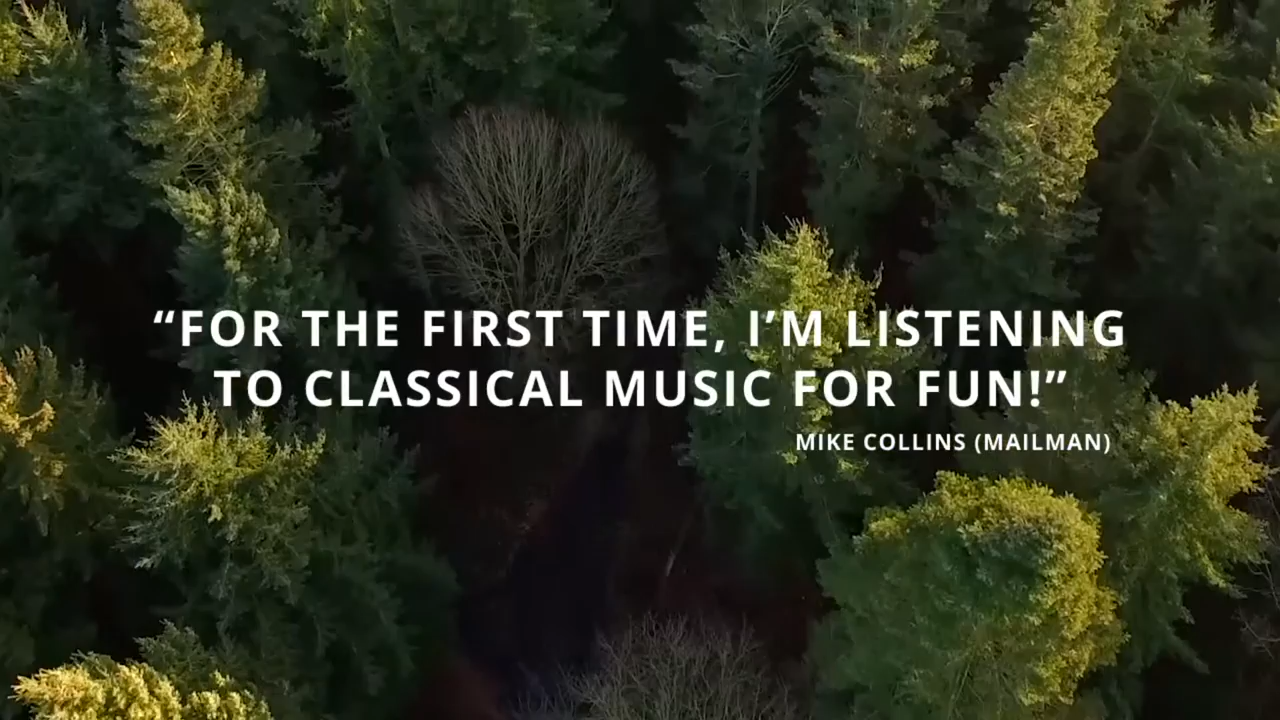 “FOR THE FIRST TIME, I’M LISTENING
TO CLASSICAL MUSIC FOR FUN!”
MIKE COLLINS (MAILMAN)